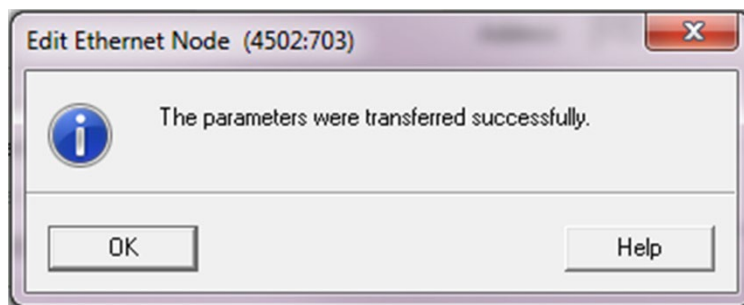 Edit Ethernet Node (4502:703)
The parameters were transferred successfully.
OK
Help